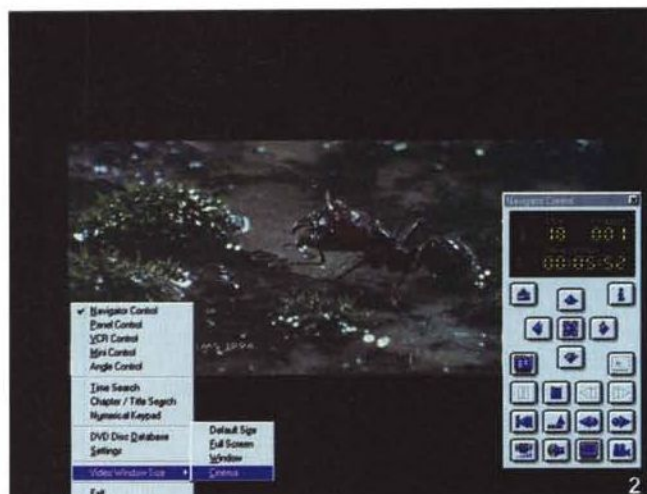 Navigator Control
18 001
00:05:52
✔ Navigator Control
Panel Control
VCR Control
Mini Control
Angle Control
Time Search
Chapter / Title Search
Numerical Keypad
DVD Disc Database
Settings
Video Window Size
Exit
Default Size
Full Screen
Window
Cinema
2